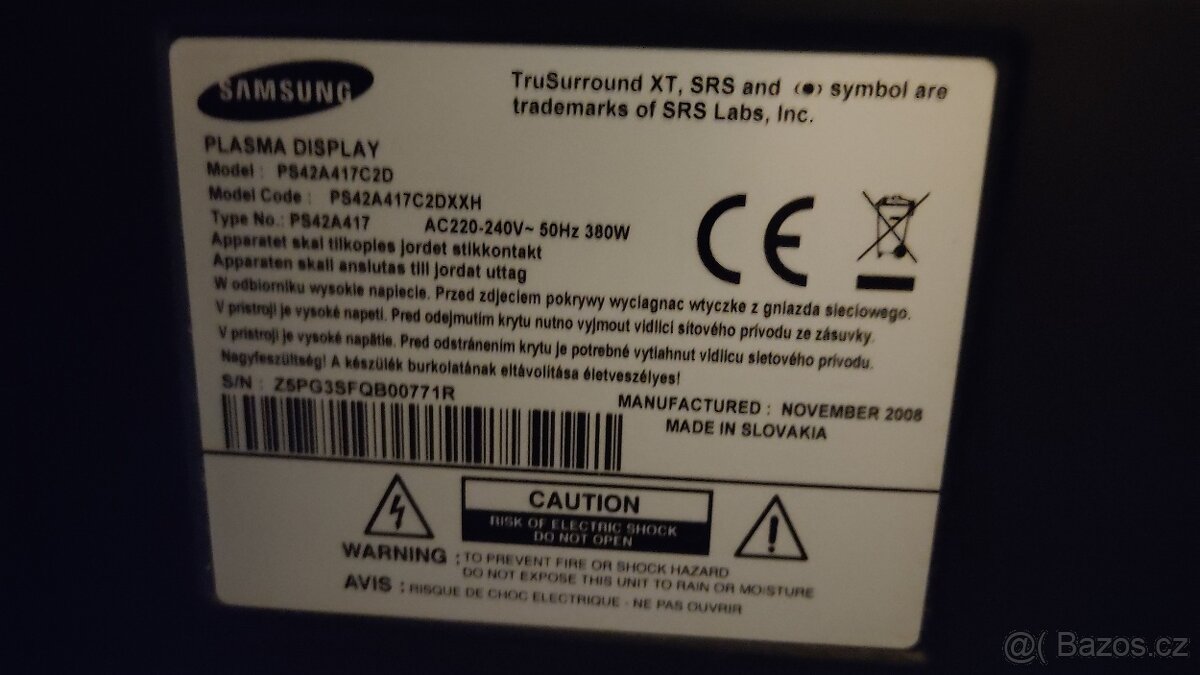 SAMSUNG
TruSurround XT, SRS and (●) symbol are
trademarks of SRS Labs, Inc.
PLASMA DISPLAY
Model : PS42A417C2D
Model Code : PS42A417C2DXXH
Type No.: PS42A417 AC220-240V~ 50Hz 380W
Apparatet skal tilkoples jordet stikkontakt
Apparaten skall anslutas till jordat uttag
W odbiorniku wysokie napiecie. Przed zdjeciem pokrywy wyciagnac wtyczke z gniazda sieciowego.
V pristroji je vysoké napeti. Pred odejmutím krytu nutno vyjmout vidlici sítového prívodu ze zásuvky.
V pristroji je vysoké napätie. Pred odstránením krytu je potrebné vytiahnut vidlicu sietového prívodu.
Nagyfeszültség! A készülék burkolatának eltávolitása életveszélyes!
S/N : Z5PG3SFQB00771R
MANUFACTURED : NOVEMBER 2008
MADE IN SLOVAKIA
CAUTION
RISK OF ELECTRIC SHOCK
DO NOT OPEN
WARNING : TO PREVENT FIRE OR SHOCK HAZARD
DO NOT EXPOSE THIS UNIT TO RAIN OR MOISTURE
AVIS : RISQUE DE CHOC ELECTRIQUE - NE PAS OUVRIR
@( Bazos.cz